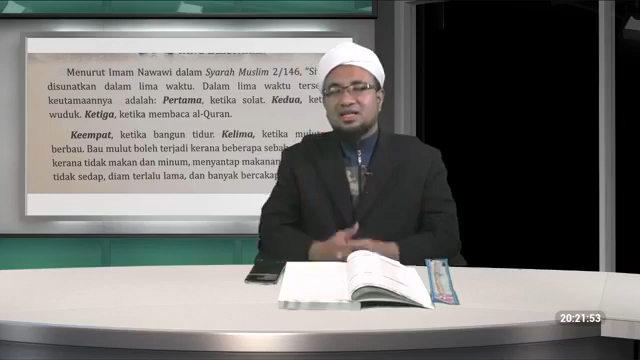 Menurut Imam Nawawi dalam Syarah Muslim 2/146, "Si
disunatkan dalam lima waktu. Dalam lima waktu terse
keutamaannya adalah: Pertama, ketika solat. Kedua, ket
wuduk. Ketiga, ketika membaca al-Quran.
Keempat, ketika bangun tidur. Kelima, ketika mulut
berbau. Bau mulut boleh terjadi kerana beberapa sebab
kerana tidak makan dan minum, menyantap makanan
tidak sedap, diam terlalu lama, dan banyak bercakap
20:21:53